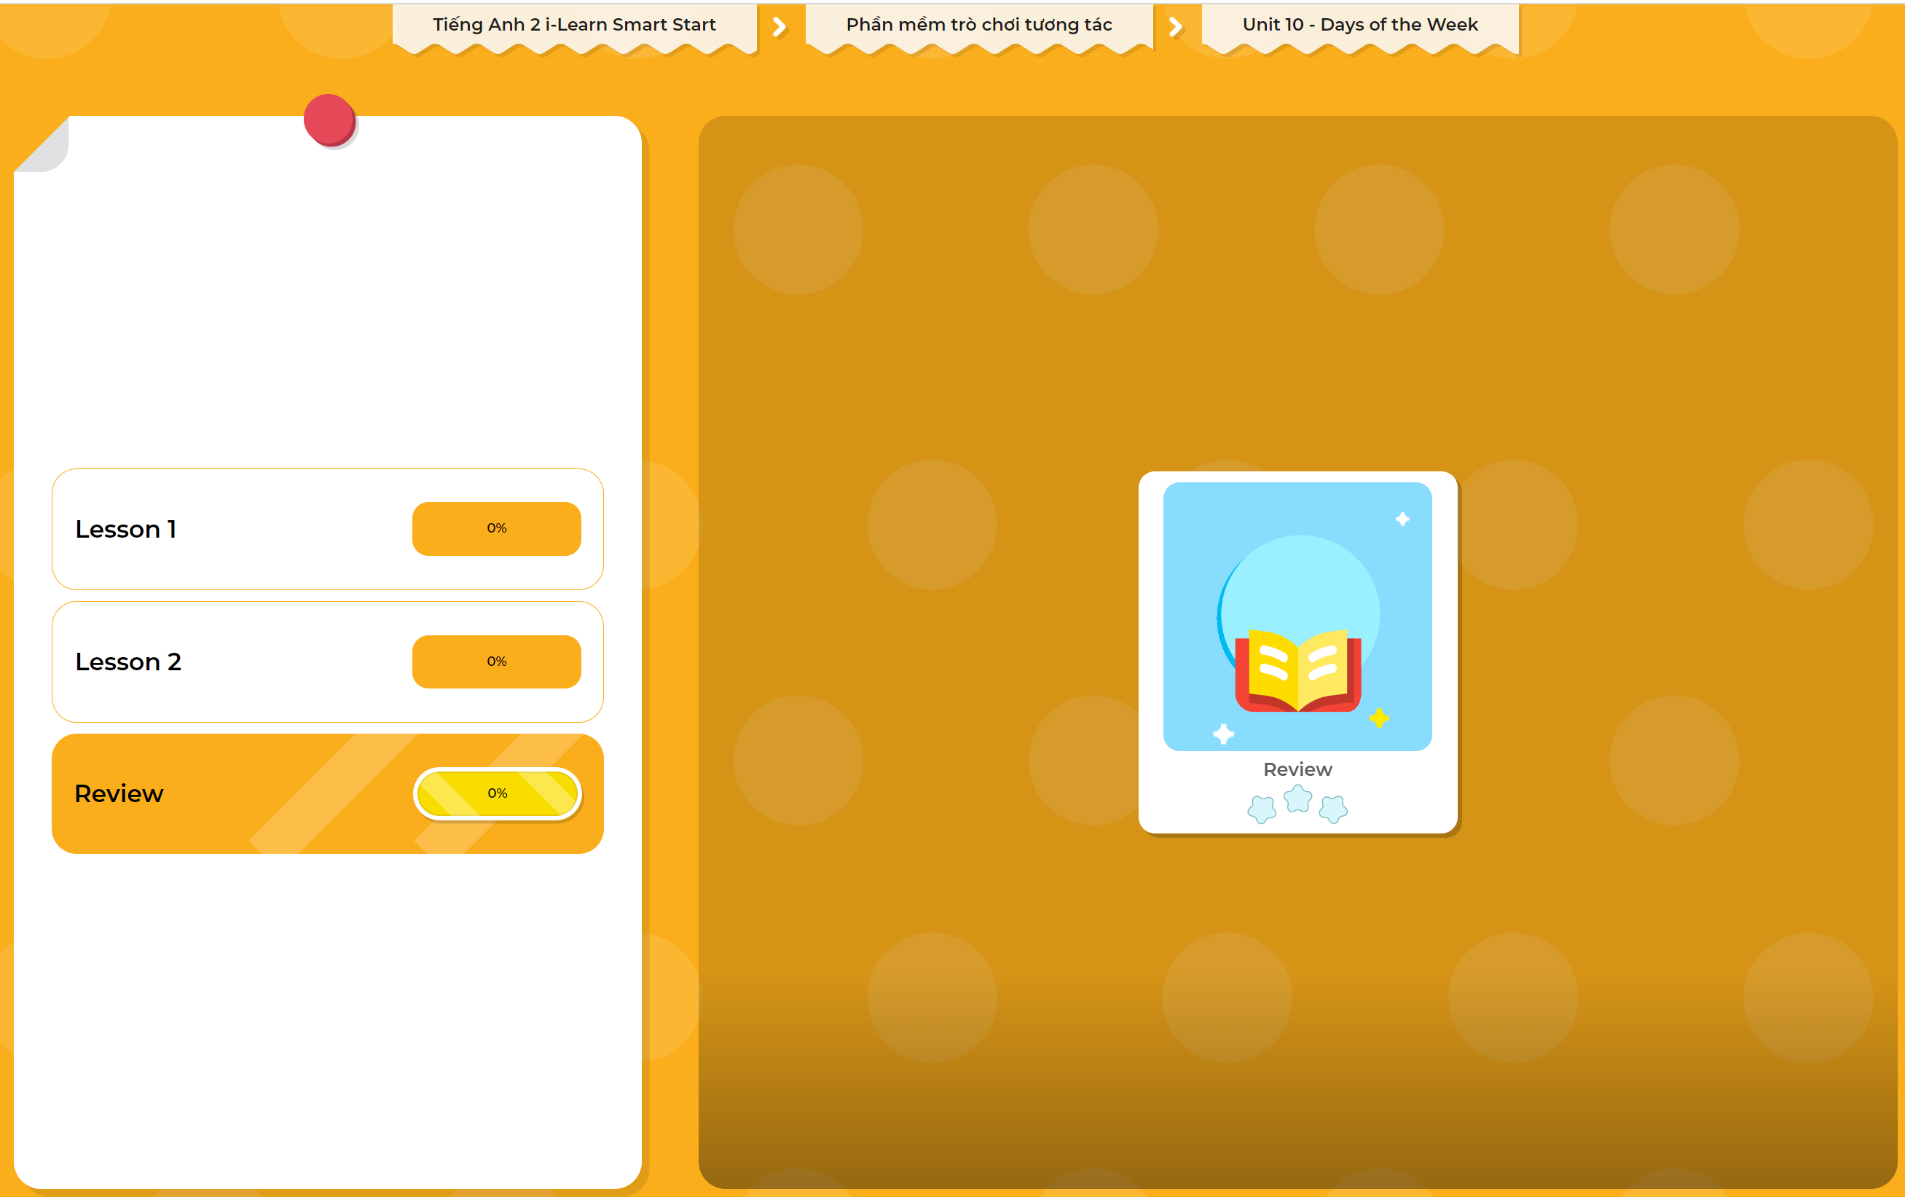 Tiếng Anh 2 i-Learn Smart Start
Phần mềm trò chơi tương tác
Unit 10 - Days of the Week
Lesson 1
0%
Lesson 2
0%
Review
0%
Review